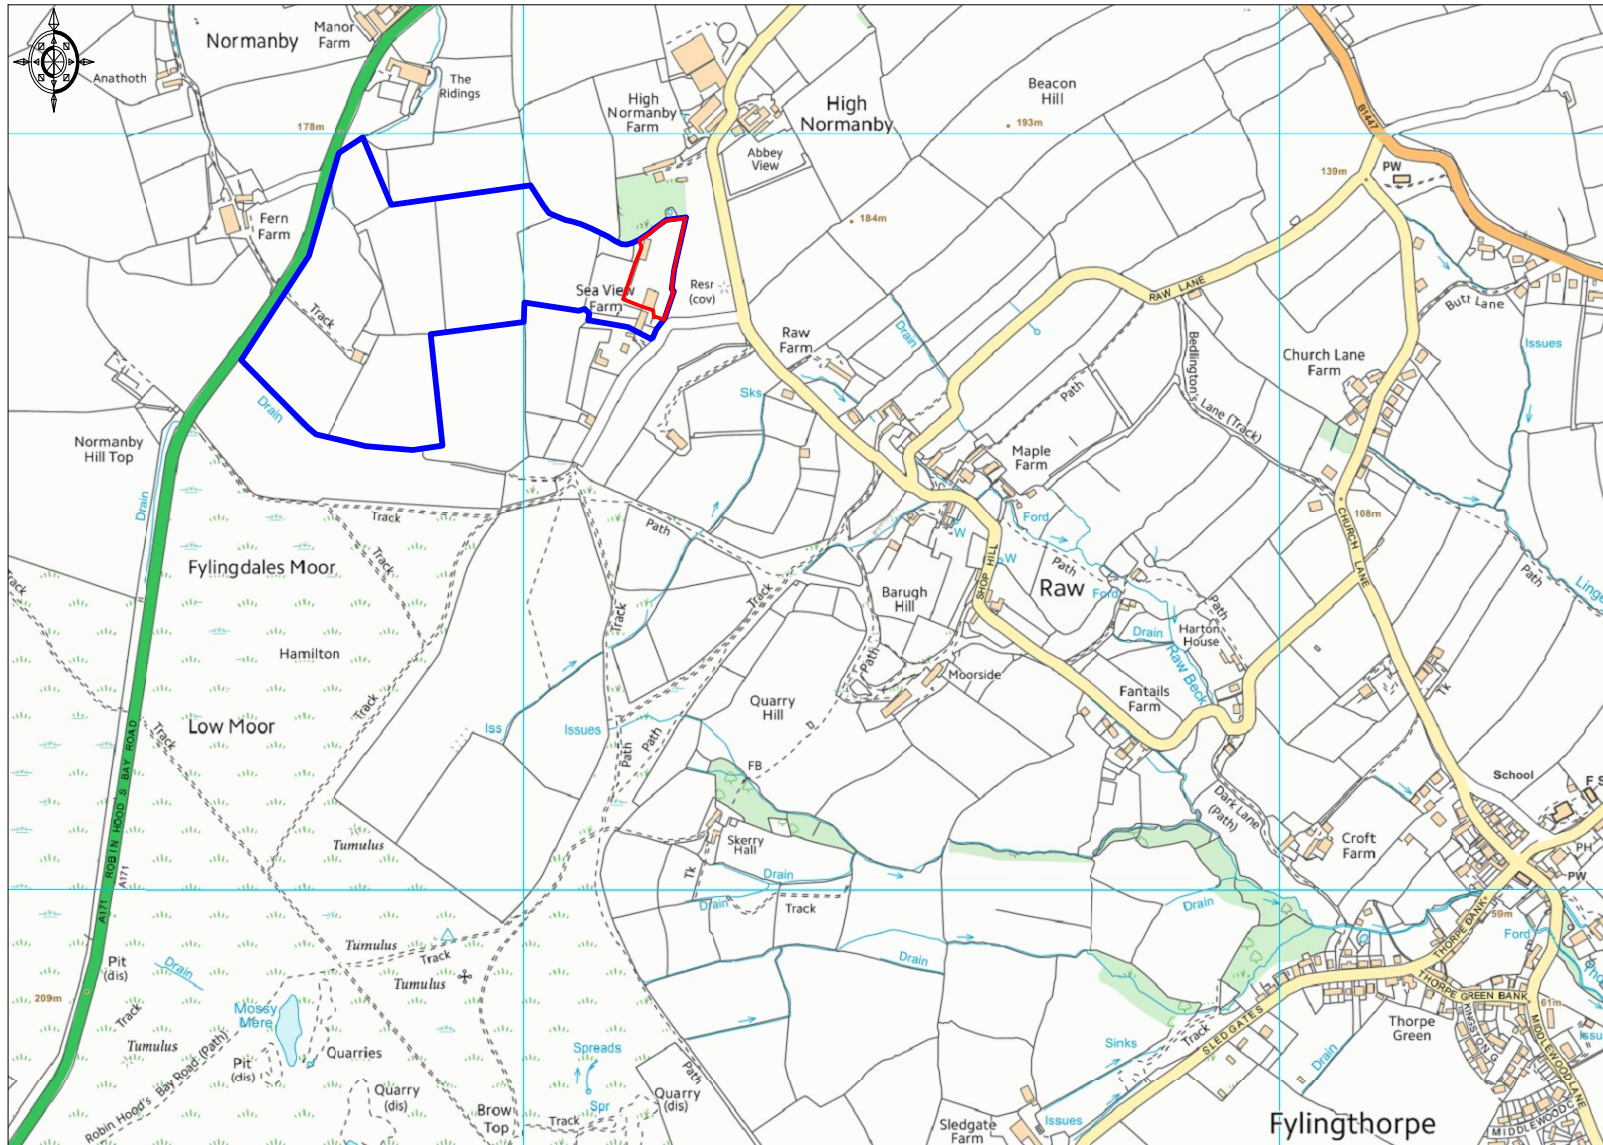 Manor
Farm
Normanby
Anathoth
The
Ridings
178m
High
Normanby
Farm
High
Normanby
Beacon
Hill
193m
B1447
Abbey
View
PW
139m
Fern
Farm
184m
Sea View
Farm
Resr
(cov)
Track
RAW LANE
Butt Lane
Raw
Farm
Drain
Bedlington's
Lane (Track)
Issues
Church Lane
Farm
Drain
Sks
Path
Normanby
Hill Top
Maple
Farm
Drain
Track
Path
Ford
W
108m
CHURCH LANE
Track
Fylingdales Moor
Track
W
SHOP HILL
Path
Raw
Ford
Path
Path
Barugh
Hill
Track
Track
Drain
Harton
House
Hamilton
Raw Beck
Path
Moorside
Tk
Track
Quarry
Hill
Fantails
Farm
Low Moor
Track
Iss
Issues
Path
Path
A171
ROBIN HOOD'S BAY ROAD
FB
School
F S
Dark Lane
(Path)
Tumulus
Skerry
Hall
Croft
Farm
PH
PW
A171
Tk
Drain
Drain
Track
Drain
THORPE BANK
59m
Ford
Tumulus
Track
Pit
(dis)
Drain
Tumulus
Drain
209m
THORPE GREEN BANK
61m
Track
Mossy
Mere
SLEDGATES
Track
Thorpe
Green
KINGSTON G
MIDDLEWOOD LANE
Tumulus
Pit
(dis)
Quarries
Robin Hood's Bay Road (Path)
Spreads
Sinks
Drain
Path
Quarry
(dis)
Quarry
(dis)
Brow
Top
Spr
Track
Issues
Sledgate
Farm
Fylingthorpe
MIDDLEWOOD